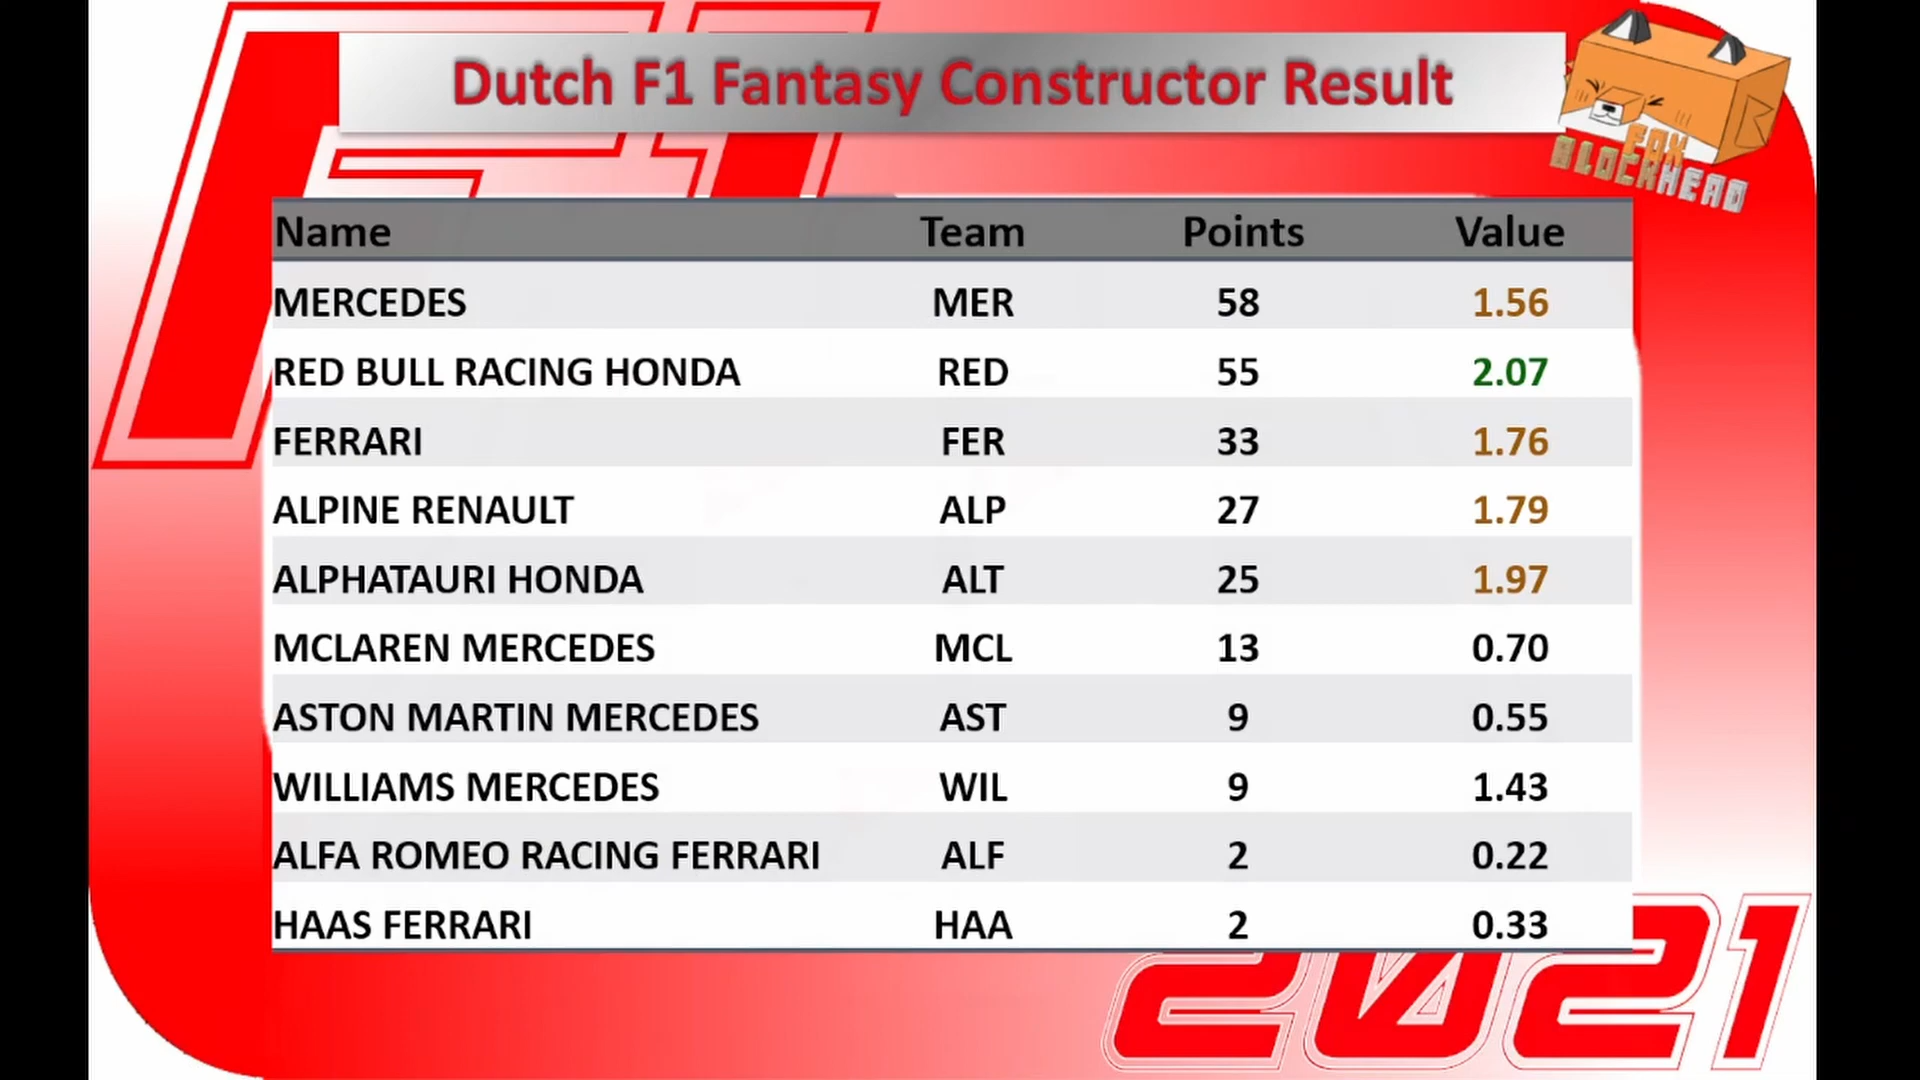 Dutch F1 Fantasy Constructor Result
FOX
BLOCKHEAD
Name Team Points Value
MERCEDES MER 58 1.56
RED BULL RACING HONDA RED 55 2.07
FERRARI FER 33 1.76
ALPINE RENAULT ALP 27 1.79
ALPHATAURI HONDA ALT 25 1.97
MCLAREN MERCEDES MCL 13 0.70
ASTON MARTIN MERCEDES AST 9 0.55
WILLIAMS MERCEDES WIL 9 1.43
ALFA ROMEO RACING FERRARI ALF 2 0.22
HAAS FERRARI HAA 2 0.33
2021